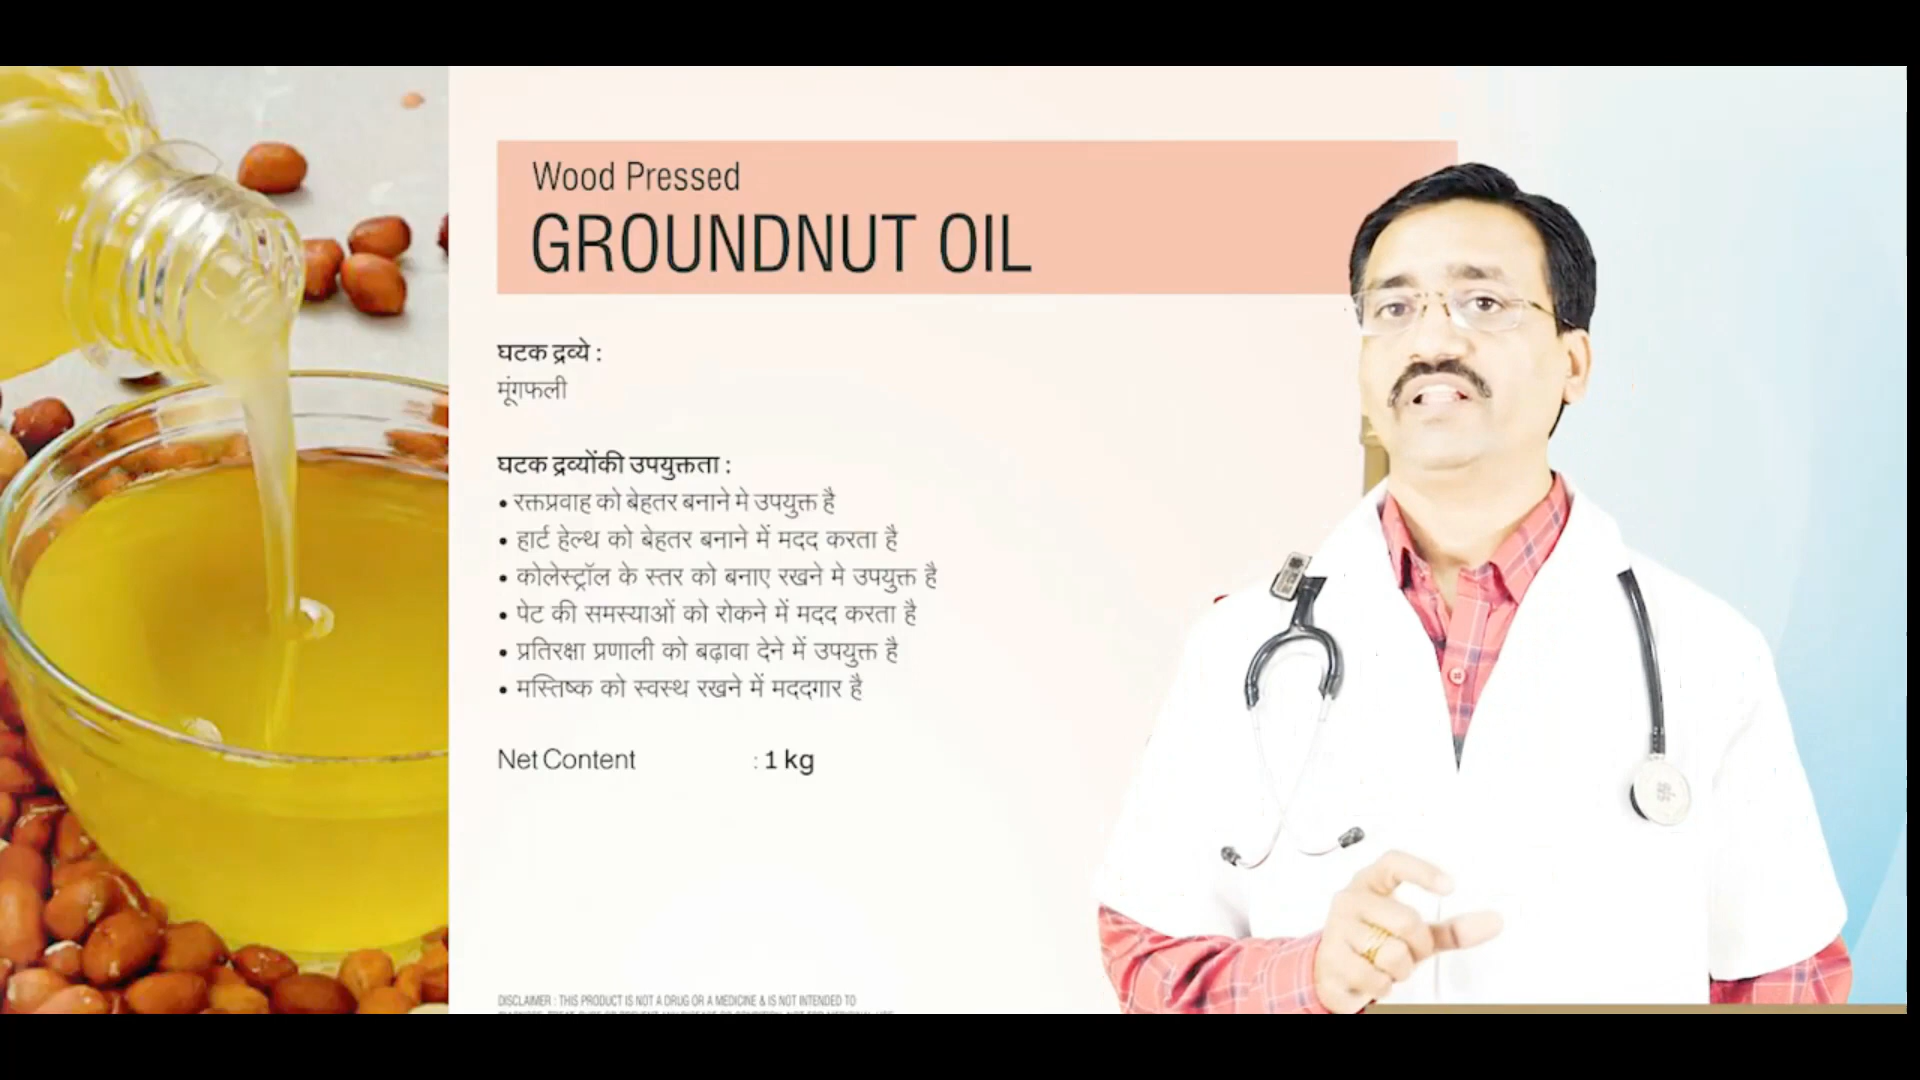 Wood Pressed
GROUNDNUT OIL
घटक द्रव्ये :
मूंगफली
घटक द्रव्योंकी उपयुक्तता :
• रक्तप्रवाह को बेहतर बनाने मे उपयुक्त है
• हार्ट हेल्थ को बेहतर बनाने में मदद करता है
• कोलेस्ट्रॉल के स्तर को बनाए रखने मे उपयुक्त है
• पेट की समस्याओं को रोकने में मदद करता है
• प्रतिरक्षा प्रणाली को बढ़ावा देने में उपयुक्त है
• मस्तिष्क को स्वस्थ रखने में मददगार है
Net Content : 1 kg
DISCLAIMER : THIS PRODUCT IS NOT A DRUG OR A MEDICINE & IS NOT INTENDED TO